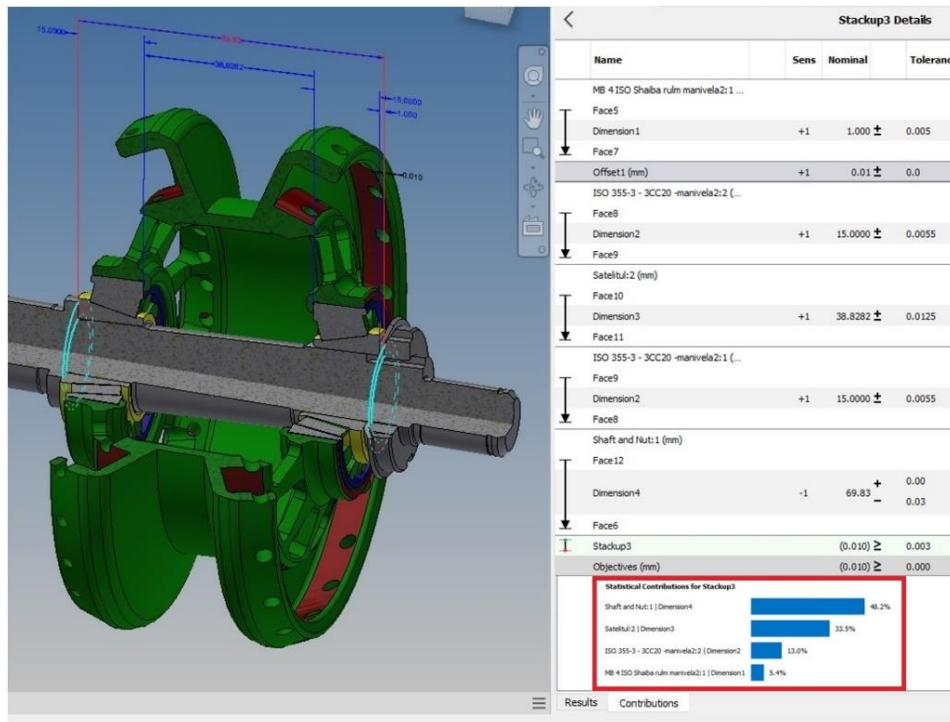 15.0000
69.83
38.8282
15.0000
1.000
0.010
Stackup3 Details
Name Sens Nominal Toleranc
MB 4 ISO Shaiba rulm manivela2:1 ...
Face5
Dimension1 +1 1.000 ± 0.005
Face7
Offset1 (mm) +1 0.01 ± 0.0
ISO 355-3 - 3CC20 -manivela2:2 (...
Face8
Dimension2 +1 15.0000 ± 0.0055
Face9
Satelitul:2 (mm)
Face10
Dimension3 +1 38.8282 ± 0.0125
Face11
ISO 355-3 - 3CC20 -manivela2:1 (...
Face9
Dimension2 +1 15.0000 ± 0.0055
Face8
Shaft and Nut:1 (mm)
Face12
Dimension4 -1 69.83 + 0.00
- 0.03
Face6
Stackup3 (0.010) ≥ 0.003
Objectives (mm) (0.010) ≥ 0.000
Statistical Contributions for Stackup3
Shaft and Nut:1 | Dimension4 48.2%
Satelitul:2 | Dimension3 33.5%
ISO 355-3 - 3CC20 -manivela2:2 | Dimension2 13.0%
MB 4 ISO Shaiba rulm manivela2:1 | Dimension1 5.4%
Results Contributions